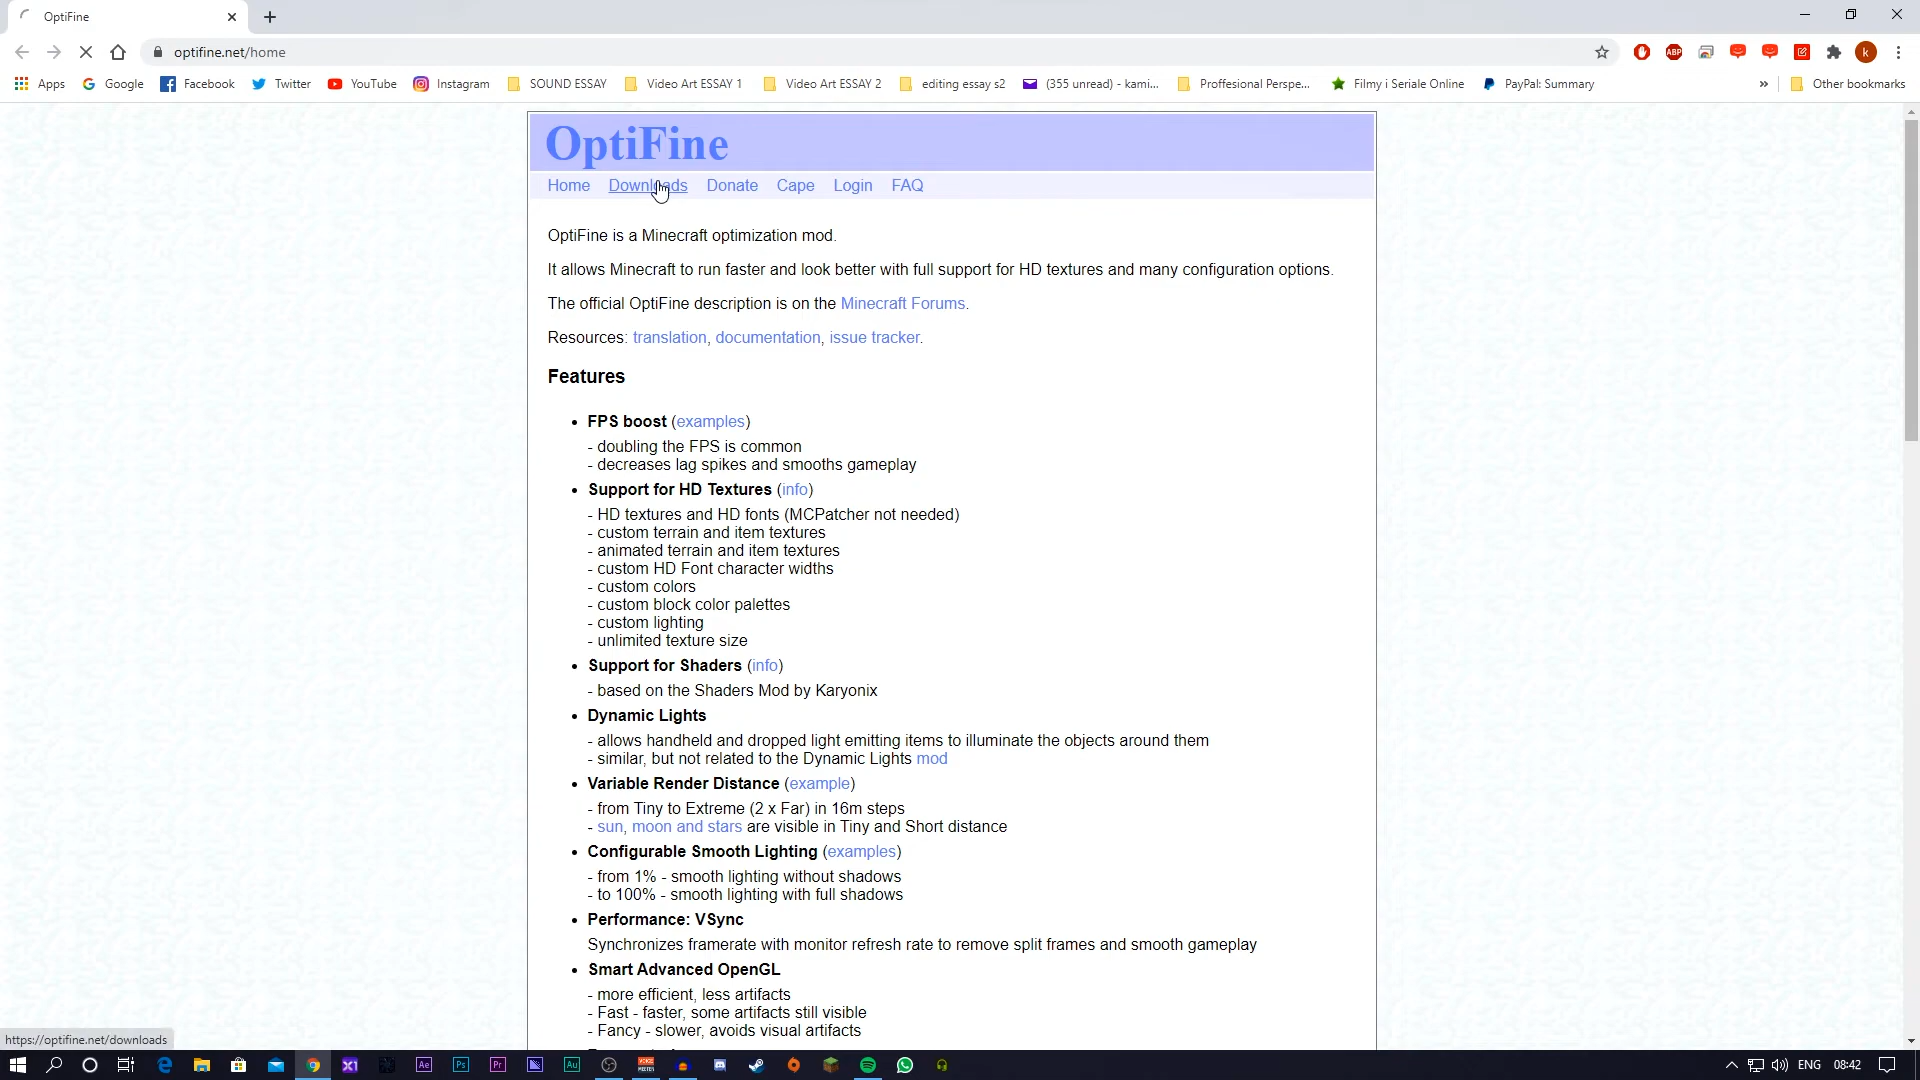 OptiFine
optifine.net/home
ABP
k
Apps Google Facebook Twitter YouTube Instagram SOUND ESSAY Video Art ESSAY 1 Video Art ESSAY 2 editing essay s2 (355 unread) - kami... Proffesional Perspe... Filmy i Seriale Online PayPal: Summary » Other bookmarks
OptiFine
Home Downloads Donate Cape Login FAQ
OptiFine is a Minecraft optimization mod.
It allows Minecraft to run faster and look better with full support for HD textures and many configuration options.
The official OptiFine description is on the Minecraft Forums.
Resources: translation, documentation, issue tracker.
Features
• FPS boost (examples)
- doubling the FPS is common
- decreases lag spikes and smooths gameplay
• Support for HD Textures (info)
- HD textures and HD fonts (MCPatcher not needed)
- custom terrain and item textures
- animated terrain and item textures
- custom HD Font character widths
- custom colors
- custom block color palettes
- custom lighting
- unlimited texture size
• Support for Shaders (info)
- based on the Shaders Mod by Karyonix
• Dynamic Lights
- allows handheld and dropped light emitting items to illuminate the objects around them
- similar, but not related to the Dynamic Lights mod
• Variable Render Distance (example)
- from Tiny to Extreme (2 x Far) in 16m steps
- sun, moon and stars are visible in Tiny and Short distance
• Configurable Smooth Lighting (examples)
- from 1% - smooth lighting without shadows
- to 100% - smooth lighting with full shadows
• Performance: VSync
Synchronizes framerate with monitor refresh rate to remove split frames and smooth gameplay
• Smart Advanced OpenGL
- more efficient, less artifacts
- Fast - faster, some artifacts still visible
- Fancy - slower, avoids visual artifacts
https://optifine.net/downloads
X1 Ae Ps Pr Au ENG 08:42